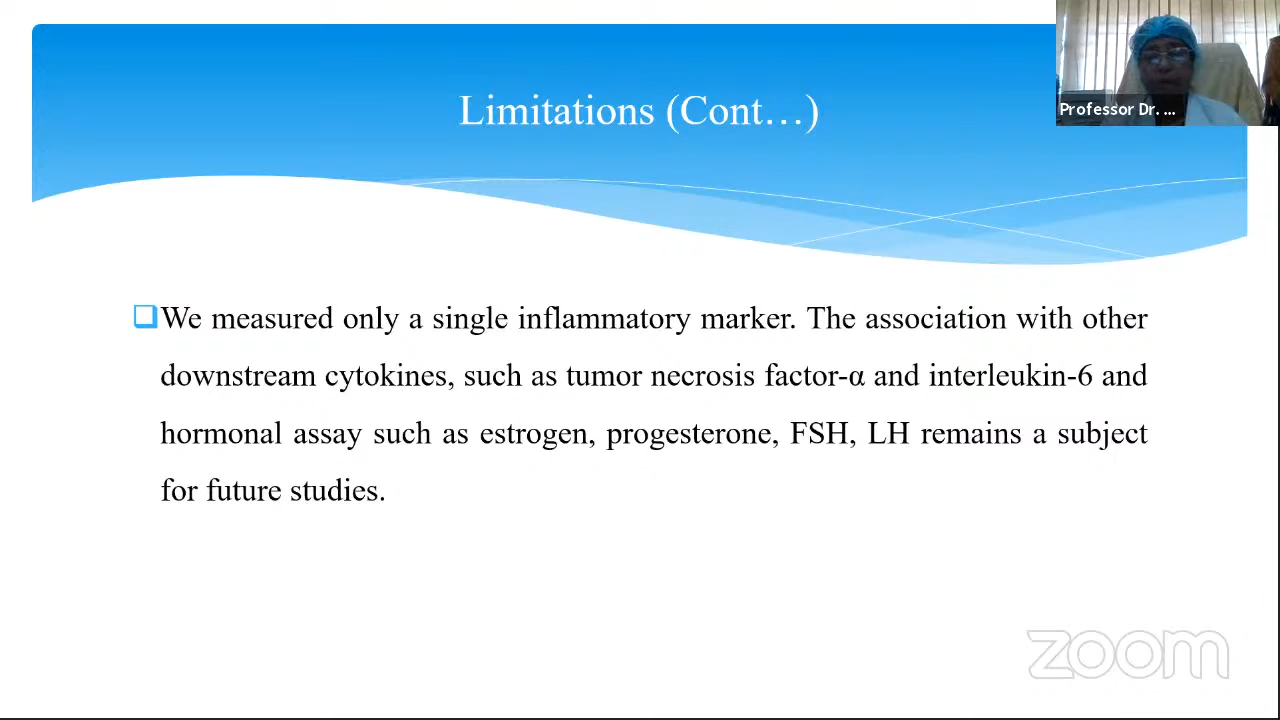 Limitations (Cont…)
Professor Dr. ...
We measured only a single inflammatory marker. The association with other
downstream cytokines, such as tumor necrosis factor-α and interleukin-6 and
hormonal assay such as estrogen, progesterone, FSH, LH remains a subject
for future studies.
zoom